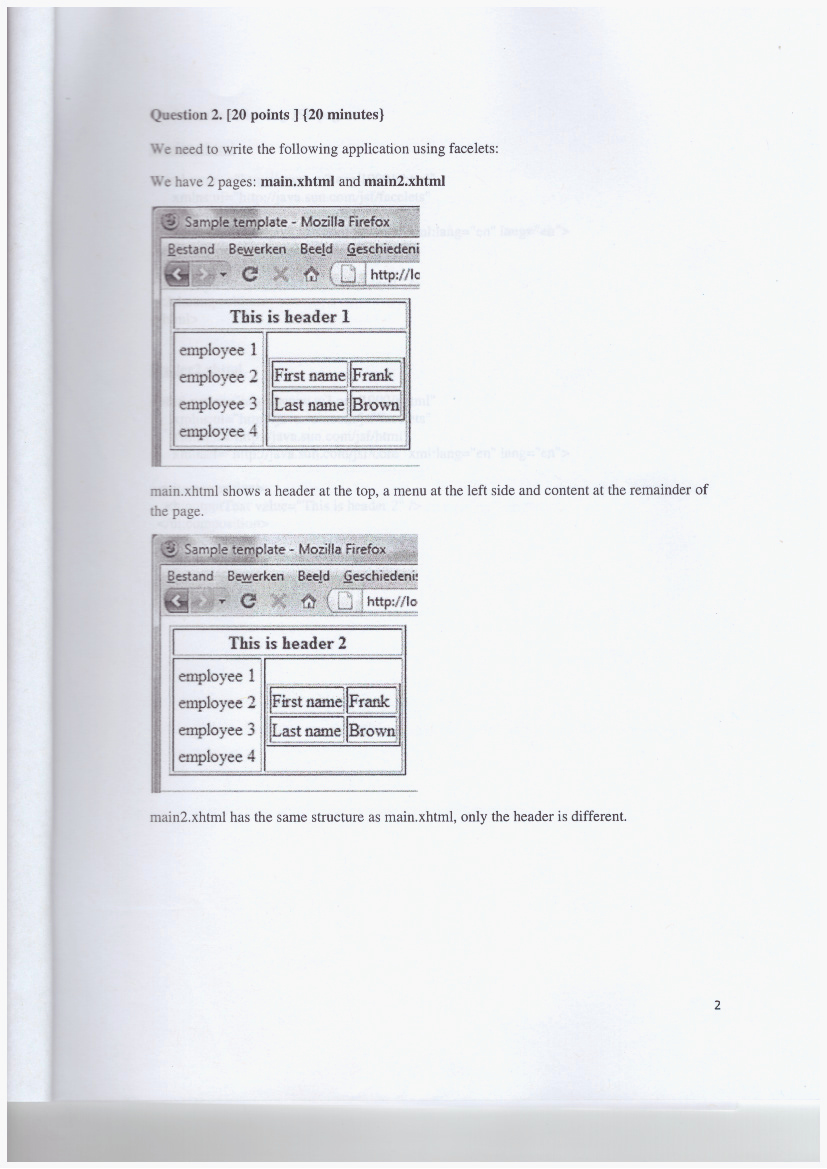 Question 2. [20 points ] {20 minutes}
We need to write the following application using facelets:
We have 2 pages: main.xhtml and main2.xhtml
Sample template - Mozilla Firefox
Bestand Bewerken Beeld Geschiedeni
http://lo
This is header 1
employee 1
employee 2 First name Frank
employee 3 Last name Brown
employee 4
main.xhtml shows a header at the top, a menu at the left side and content at the remainder of
the page.
Sample template - Mozilla Firefox
Bestand Bewerken Beeld Geschiedenis
http://lo
This is header 2
employee 1
employee 2 First name Frank
employee 3 Last name Brown
employee 4
main2.xhtml has the same structure as main.xhtml, only the header is different.
2